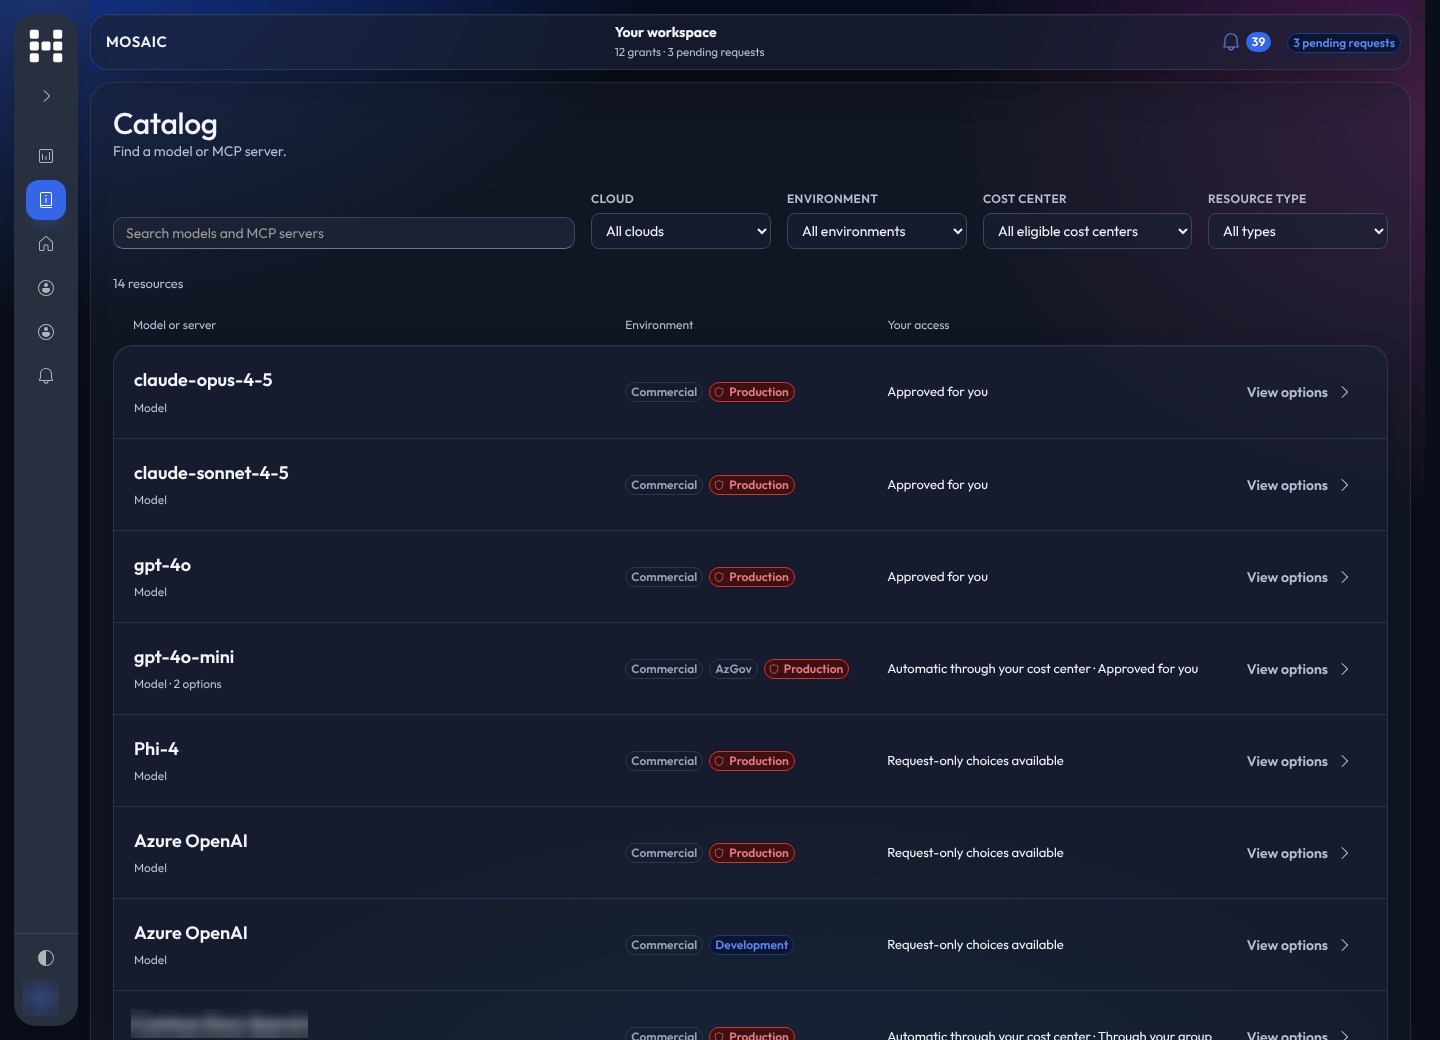 MOSAIC
Your workspace
12 grants · 3 pending requests
39
3 pending requests
Catalog
Find a model or MCP server.
CLOUD
ENVIRONMENT
COST CENTER
RESOURCE TYPE
Search models and MCP servers
All clouds
All environments
All eligible cost centers
All types
14 resources
Model or server
Environment
Your access
claude-opus-4-5
Model
Commercial
Production
Approved for you
View options
claude-sonnet-4-5
Model
Commercial
Production
Approved for you
View options
gpt-4o
Model
Commercial
Production
Approved for you
View options
gpt-4o-mini
Model · 2 options
Commercial
AzGov
Production
Automatic through your cost center · Approved for you
View options
Phi-4
Model
Commercial
Production
Request-only choices available
View options
Azure OpenAI
Model
Commercial
Production
Request-only choices available
View options
Azure OpenAI
Model
Commercial
Development
Request-only choices available
View options
Commercial
Production
Automatic through your cost center · Through your group
View options